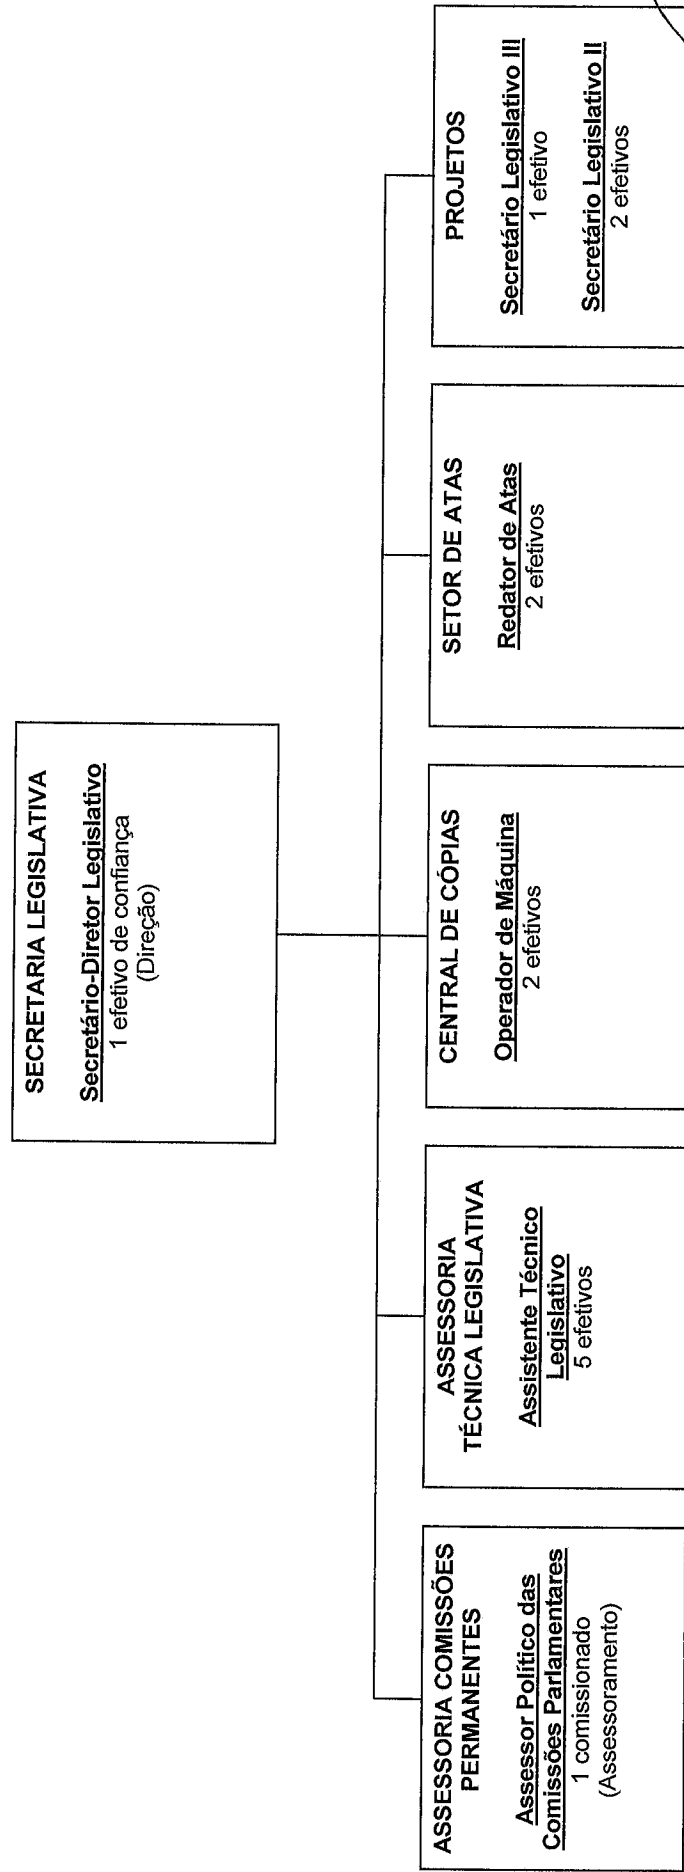 SECRETARIA LEGISLATIVA
Secretário-Diretor Legislativo
1 efetivo de confiança
(Direção)
ASSESSORIA COMISSÕES
PERMANENTES
Assessor Político das
Comissões Parlamentares
1 comissionado
(Assessoramento)
ASSESSORIA
TÉCNICA LEGISLATIVA
Assistente Técnico
Legislativo
5 efetivos
CENTRAL DE CÓPIAS
Operador de Máquina
2 efetivos
SETOR DE ATAS
Redator de Atas
2 efetivos
PROJETOS
Secretário Legislativo III
1 efetivo
Secretário Legislativo II
2 efetivos